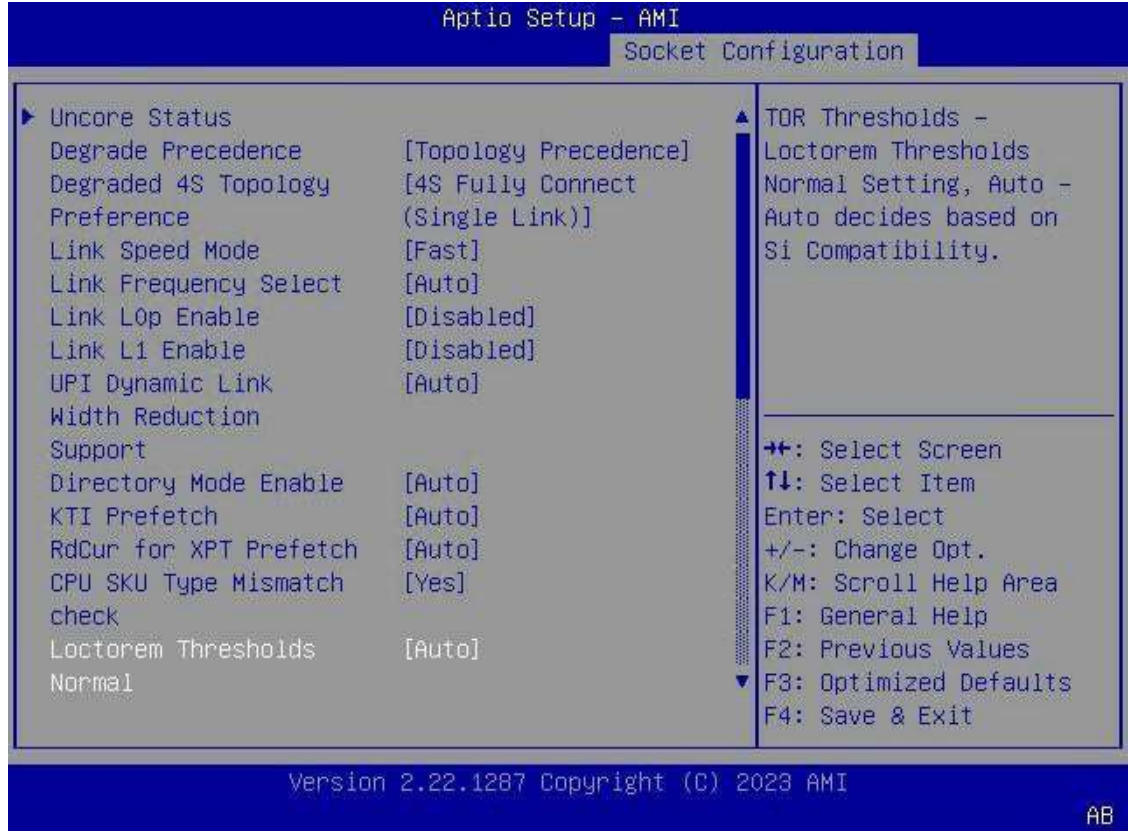 Aptio Setup – AMI
Socket Configuration
Uncore Status
Degrade Precedence [Topology Precedence]
Degraded 4S Topology [4S Fully Connect
Preference (Single Link)]
Link Speed Mode [Fast]
Link Frequency Select [Auto]
Link L0p Enable [Disabled]
Link L1 Enable [Disabled]
UPI Dynamic Link [Auto]
Width Reduction
Support
Directory Mode Enable [Auto]
KTI Prefetch [Auto]
RdCur for XPT Prefetch [Auto]
CPU SKU Type Mismatch [Yes]
check
Loctorem Thresholds [Auto]
Normal
TOR Thresholds –
Loctorem Thresholds
Normal Setting, Auto –
Auto decides based on
Si Compatibility.
→←: Select Screen
↑↓: Select Item
Enter: Select
+/-: Change Opt.
K/M: Scroll Help Area
F1: General Help
F2: Previous Values
F3: Optimized Defaults
F4: Save & Exit
Version 2.22.1287 Copyright (C) 2023 AMI
AB